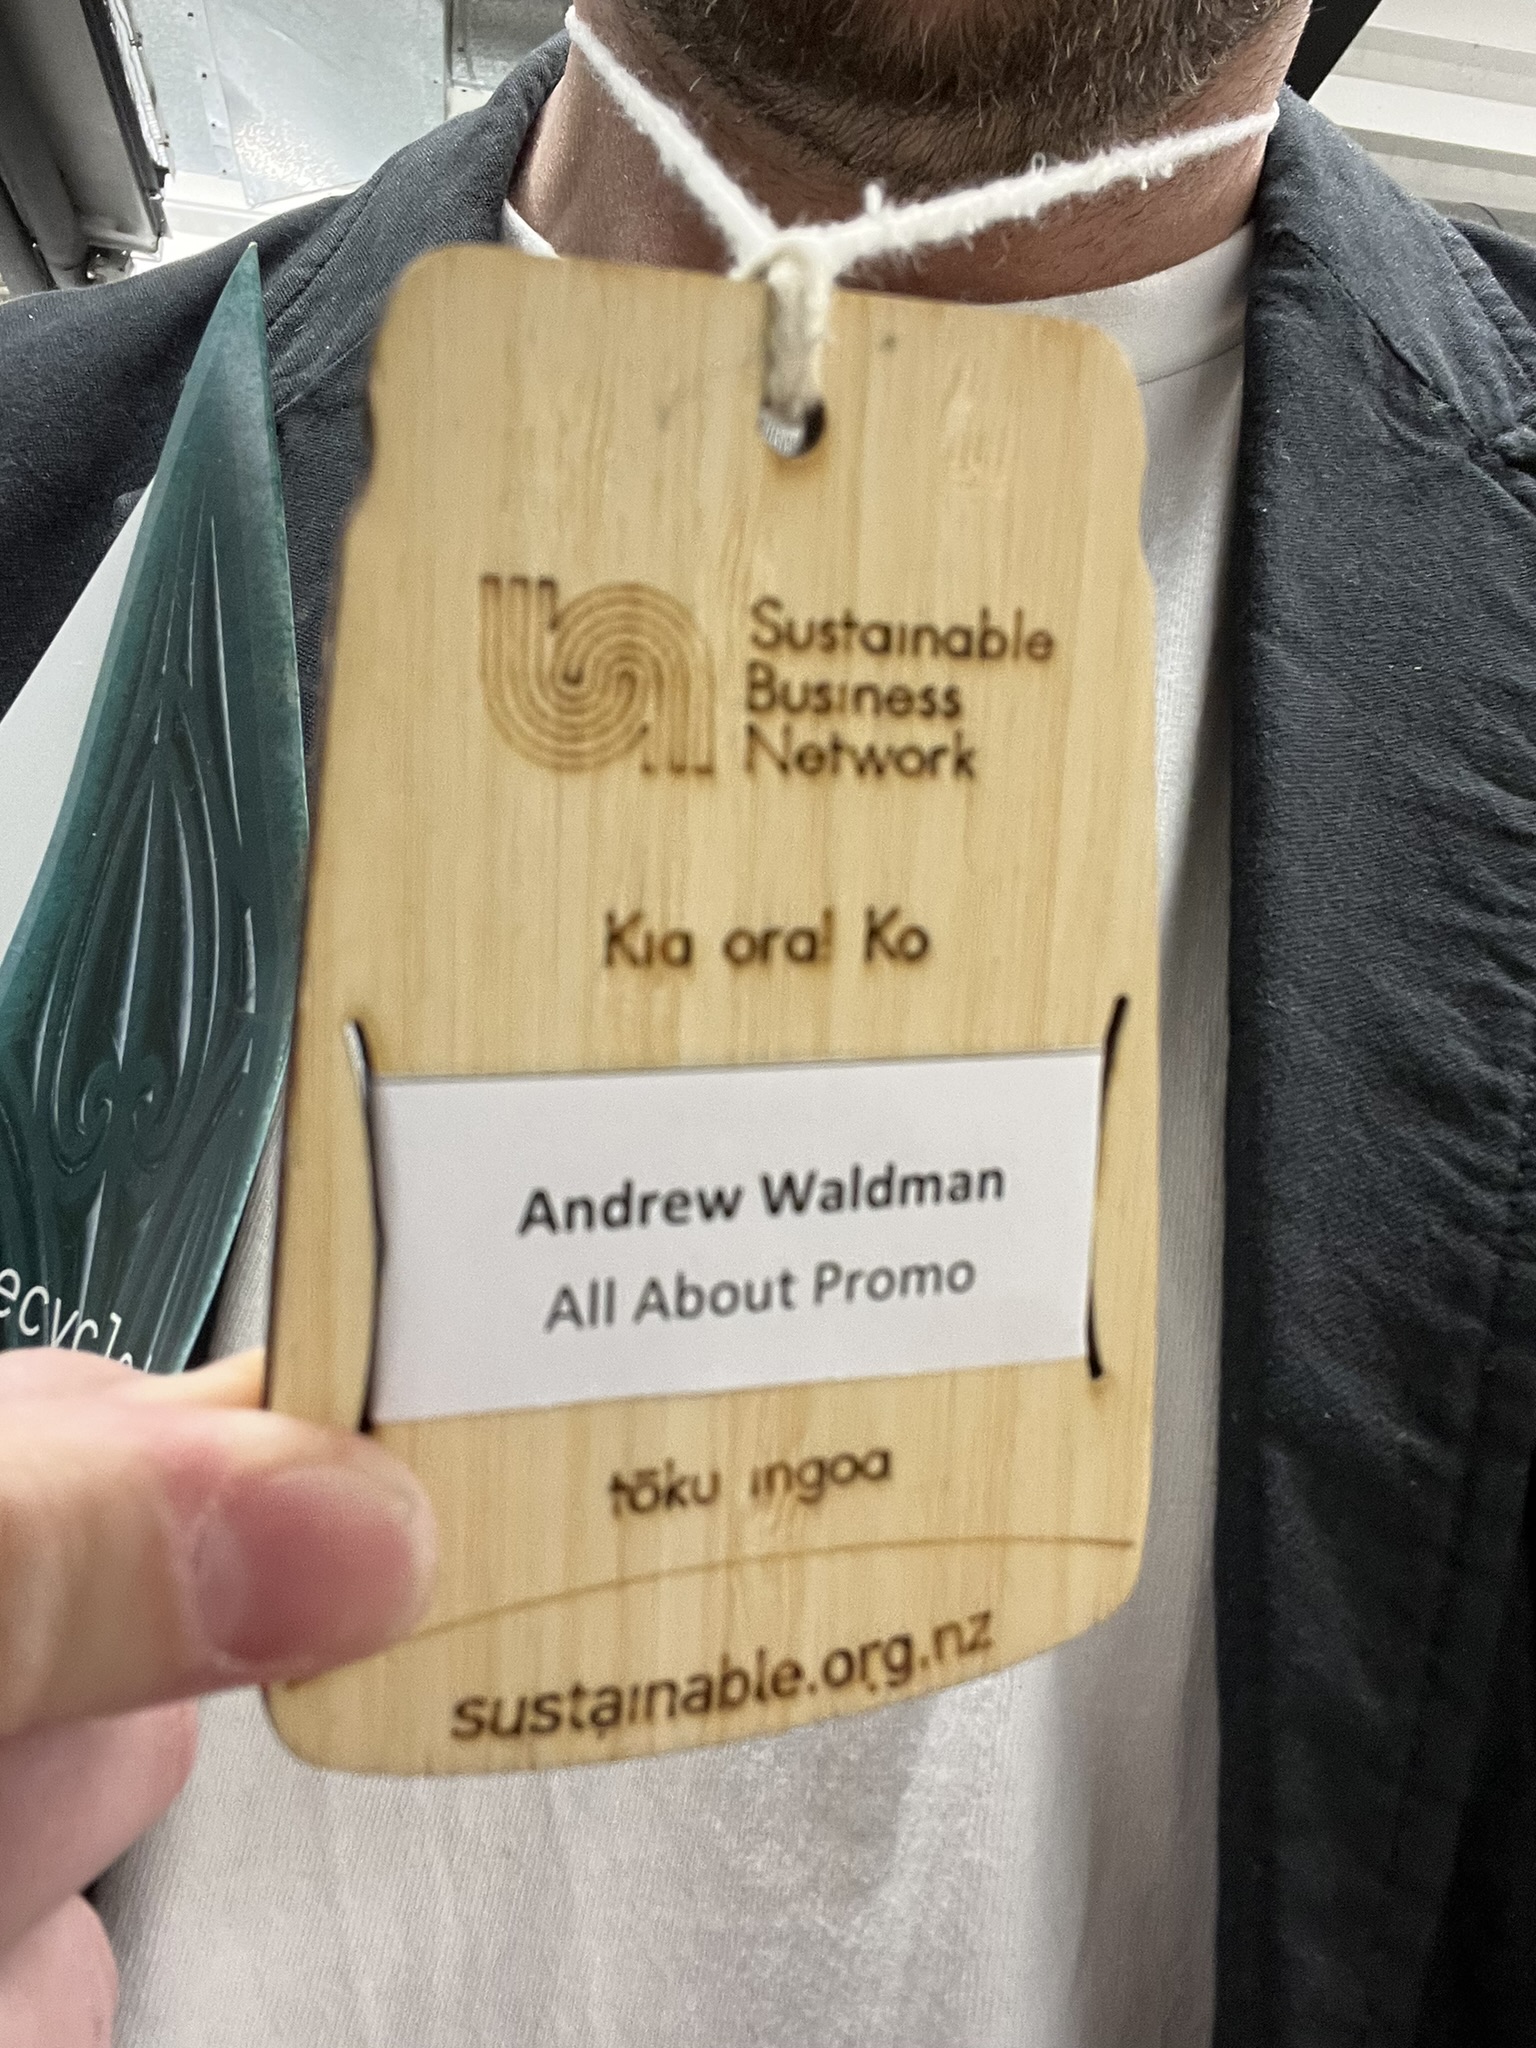 Sustainable
Business
Network
Kia ora! Ko
Andrew Waldman
All About Promo
tōku ingoa
sustainable.org.nz